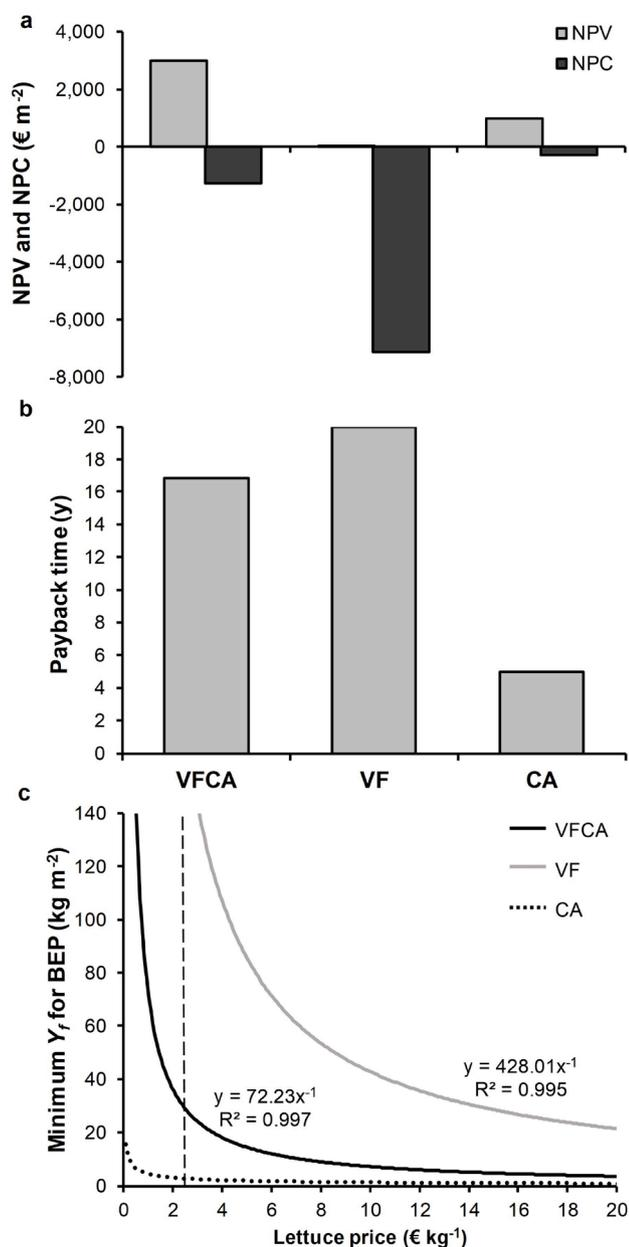 a
NPV and NPC (€ m-2)
4,000
2,000
0
-2,000
-4,000
-6,000
-8,000
NPV
NPC
b
Payback time (y)
20
18
16
14
12
10
8
6
4
2
0
VFCA VF CA
c
Minimum Yf for BEP (kg m-2)
140
120
100
80
60
40
20
0
VFCA
VF
CA
y = 428.01x-1
R² = 0.995
y = 72.23x-1
R² = 0.997
0 2 4 6 8 10 12 14 16 18 20
Lettuce price (€ kg-1)